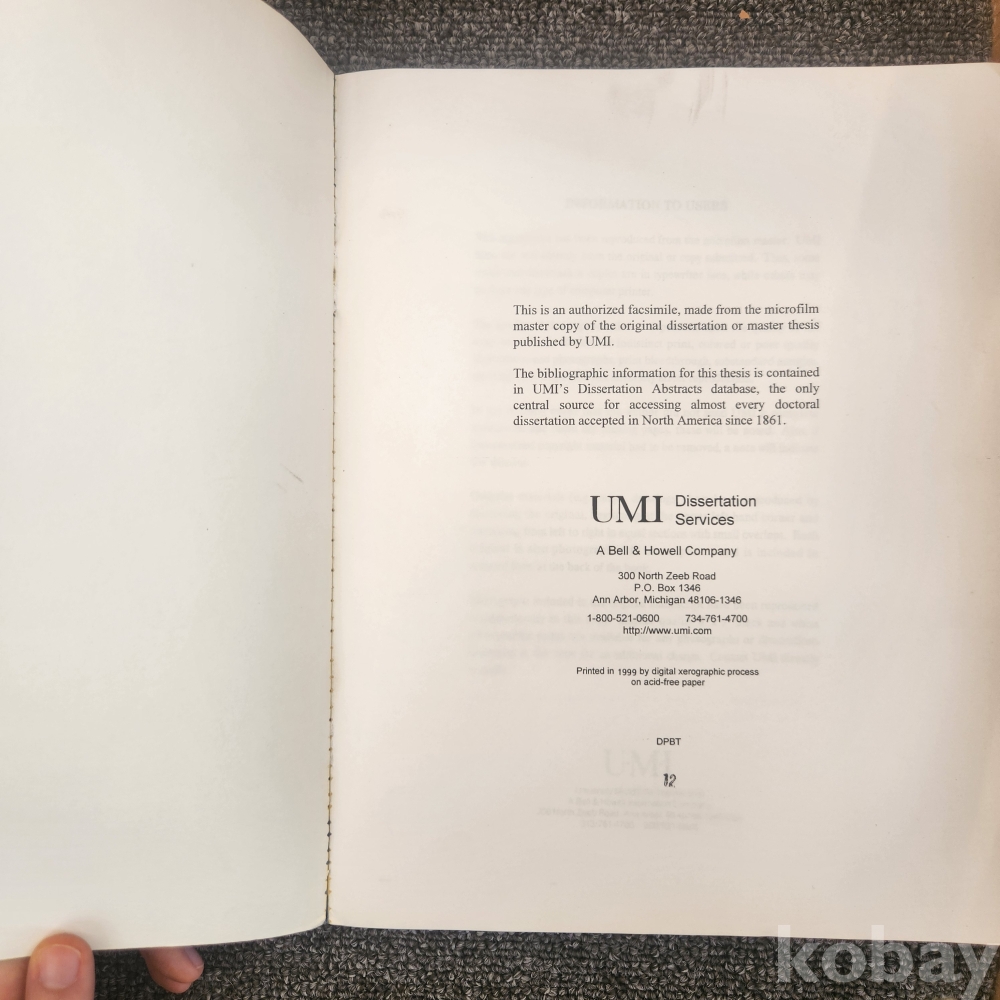 INFORMATION TO USERS
This is an authorized facsimile, made from the microfilm
master copy of the original dissertation or master thesis
published by UMI.
The bibliographic information for this thesis is contained
in UMI's Dissertation Abstracts database, the only
central source for accessing almost every doctoral
dissertation accepted in North America since 1861.
UMI Dissertation
Services
A Bell & Howell Company
300 North Zeeb Road
P.O. Box 1346
Ann Arbor, Michigan 48106-1346
1-800-521-0600 734-761-4700
http://www.umi.com
Printed in 1999 by digital xerographic process
on acid-free paper
DPBT
UMI
12
kobay